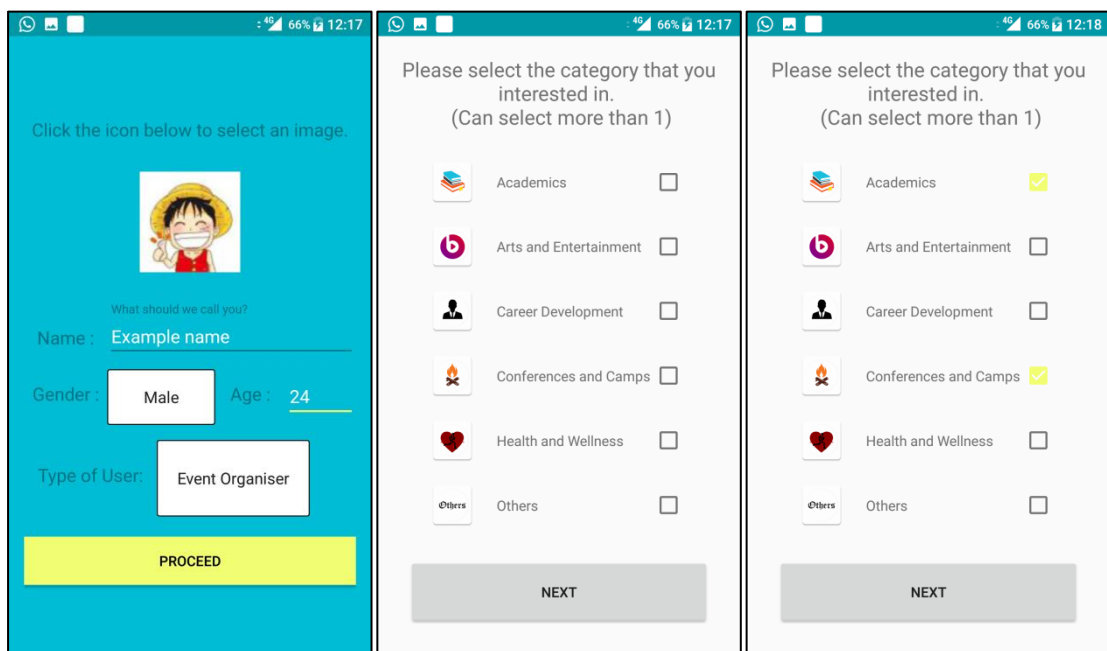 4G 66% 12:17
Click the icon below to select an image.
What should we call you?
Name : Example name
Gender : Male Age : 24
Type of User: Event Organiser
PROCEED
4G 66% 12:17
Please select the category that you
interested in.
(Can select more than 1)
Academics
Arts and Entertainment
Career Development
Conferences and Camps
Health and Wellness
Others Others
NEXT
4G 66% 12:18
Please select the category that you
interested in.
(Can select more than 1)
Academics
Arts and Entertainment
Career Development
Conferences and Camps
Health and Wellness
Others Others
NEXT